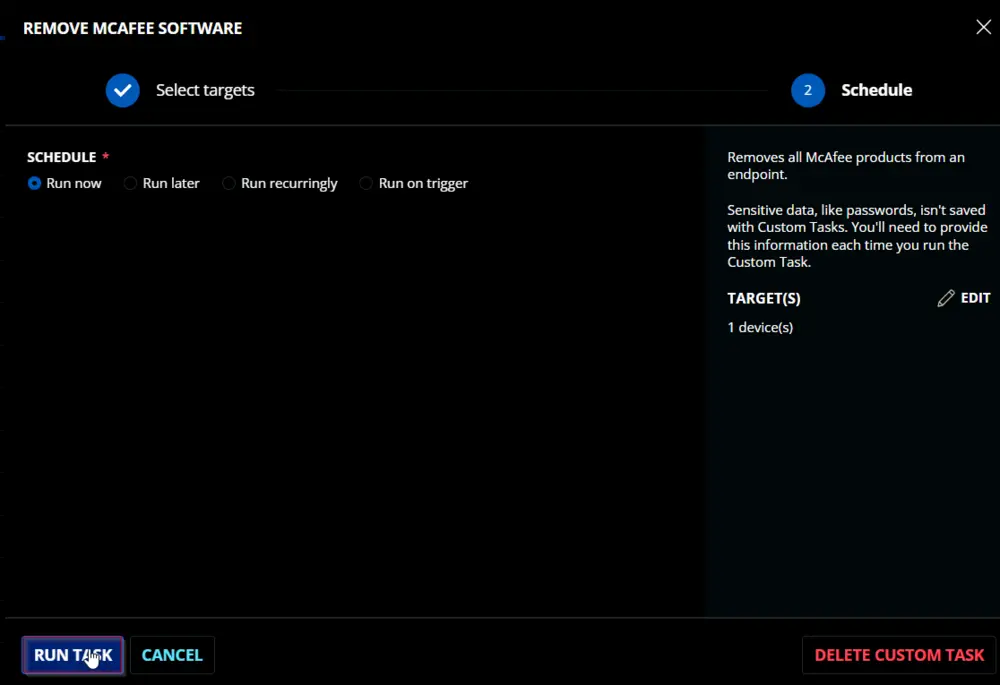 REMOVE MCAFEE SOFTWARE
Select targets
2 Schedule
SCHEDULE *
Run now Run later Run recurringly Run on trigger
Removes all McAfee products from an
endpoint.
Sensitive data, like passwords, isn't saved
with Custom Tasks. You'll need to provide
this information each time you run the
Custom Task.
TARGET(S) EDIT
1 device(s)
RUN TASK CANCEL DELETE CUSTOM TASK